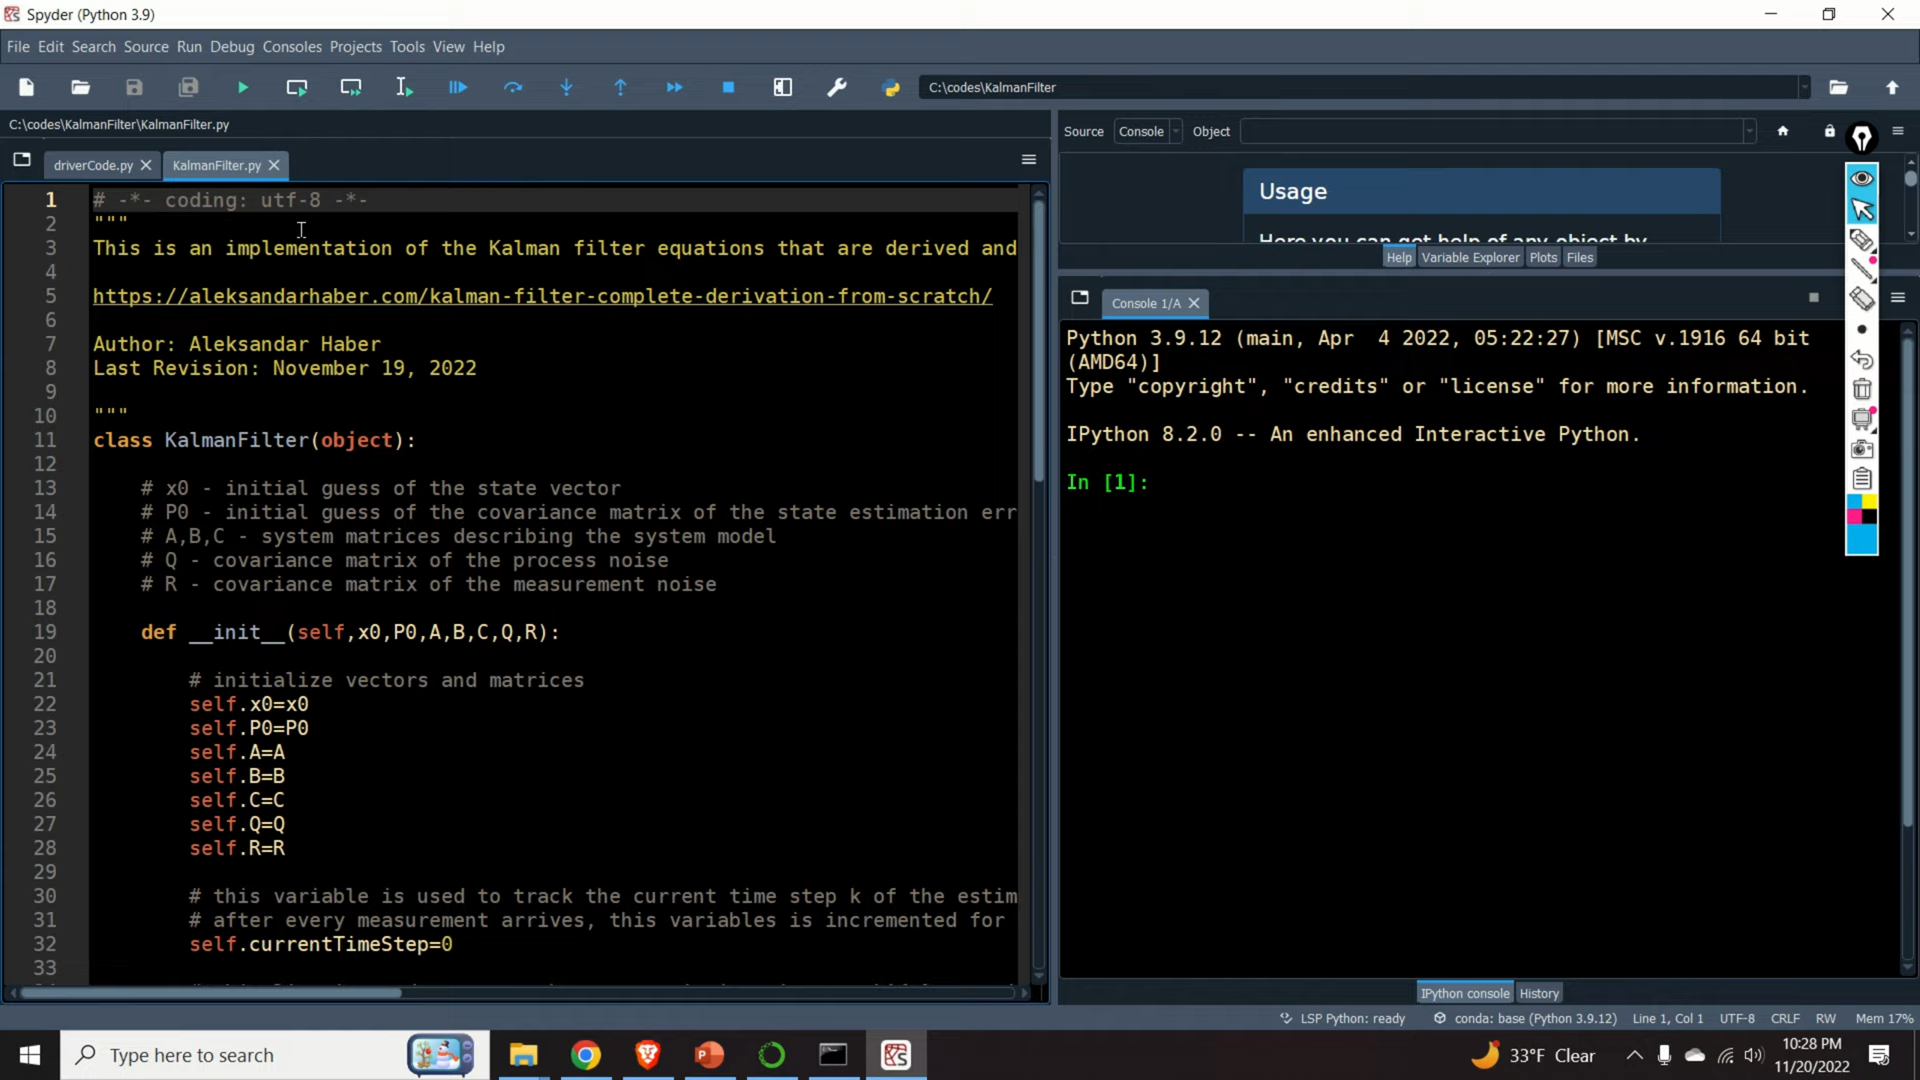 Spyder (Python 3.9)
File Edit Search Source Run Debug Consoles Projects Tools View Help
C:\codes\KalmanFilter
C:\codes\KalmanFilter\KalmanFilter.py
driverCode.py
KalmanFilter.py
1 # -*- coding: utf-8 -*-
2 """
3 This is an implementation of the Kalman filter equations that are derived and
4
5 https://aleksandarhaber.com/kalman-filter-complete-derivation-from-scratch/
6
7 Author: Aleksandar Haber
8 Last Revision: November 19, 2022
9
10 """
11 class KalmanFilter(object):
12
13 # x0 - initial guess of the state vector
14 # P0 - initial guess of the covariance matrix of the state estimation err
15 # A,B,C - system matrices describing the system model
16 # Q - covariance matrix of the process noise
17 # R - covariance matrix of the measurement noise
18
19 def __init__(self,x0,P0,A,B,C,Q,R):
20
21 # initialize vectors and matrices
22 self.x0=x0
23 self.P0=P0
24 self.A=A
25 self.B=B
26 self.C=C
27 self.Q=Q
28 self.R=R
29
30 # this variable is used to track the current time step k of the estim
31 # after every measurement arrives, this variables is incremented for
32 self.currentTimeStep=0
33
Source Console Object
Usage
Here you can get help of any object by
Help Variable Explorer Plots Files
Console 1/A
Python 3.9.12 (main, Apr 4 2022, 05:22:27) [MSC v.1916 64 bit
(AMD64)]
Type "copyright", "credits" or "license" for more information.
IPython 8.2.0 -- An enhanced Interactive Python.
In [1]:
IPython console History
LSP Python: ready conda: base (Python 3.9.12) Line 1, Col 1 UTF-8 CRLF RW Mem 17%
Type here to search
33°F Clear
10:28 PM
11/20/2022